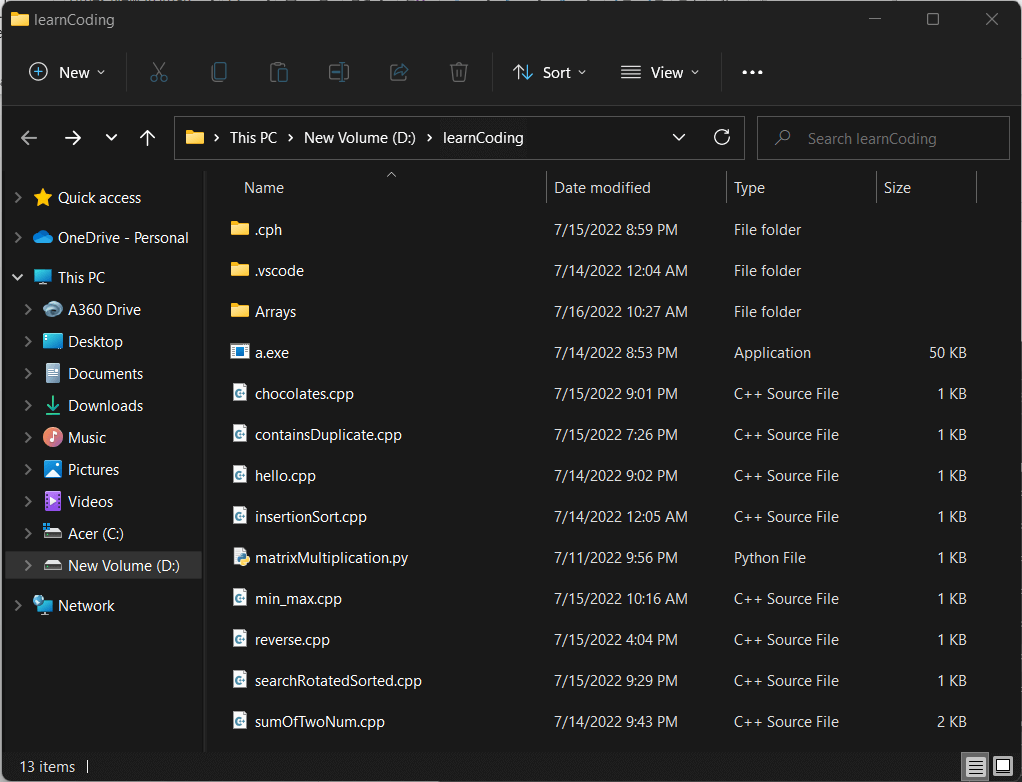 learnCoding
New Sort View
This PC New Volume (D:) learnCoding Search learnCoding
Quick access
OneDrive - Personal
This PC
A360 Drive
Desktop
Documents
Downloads
Music
Pictures
Videos
Acer (C:)
New Volume (D:)
Network
Name Date modified Type Size
.cph 7/15/2022 8:59 PM File folder
.vscode 7/14/2022 12:04 AM File folder
Arrays 7/16/2022 10:27 AM File folder
a.exe 7/14/2022 8:53 PM Application 50 KB
chocolates.cpp 7/15/2022 9:01 PM C++ Source File 1 KB
containsDuplicate.cpp 7/15/2022 7:26 PM C++ Source File 1 KB
hello.cpp 7/14/2022 9:02 PM C++ Source File 1 KB
insertionSort.cpp 7/14/2022 12:05 AM C++ Source File 1 KB
matrixMultiplication.py 7/11/2022 9:56 PM Python File 1 KB
min_max.cpp 7/15/2022 10:16 AM C++ Source File 1 KB
reverse.cpp 7/15/2022 4:04 PM C++ Source File 1 KB
searchRotatedSorted.cpp 7/15/2022 9:29 PM C++ Source File 1 KB
sumOfTwoNum.cpp 7/14/2022 9:43 PM C++ Source File 2 KB
13 items